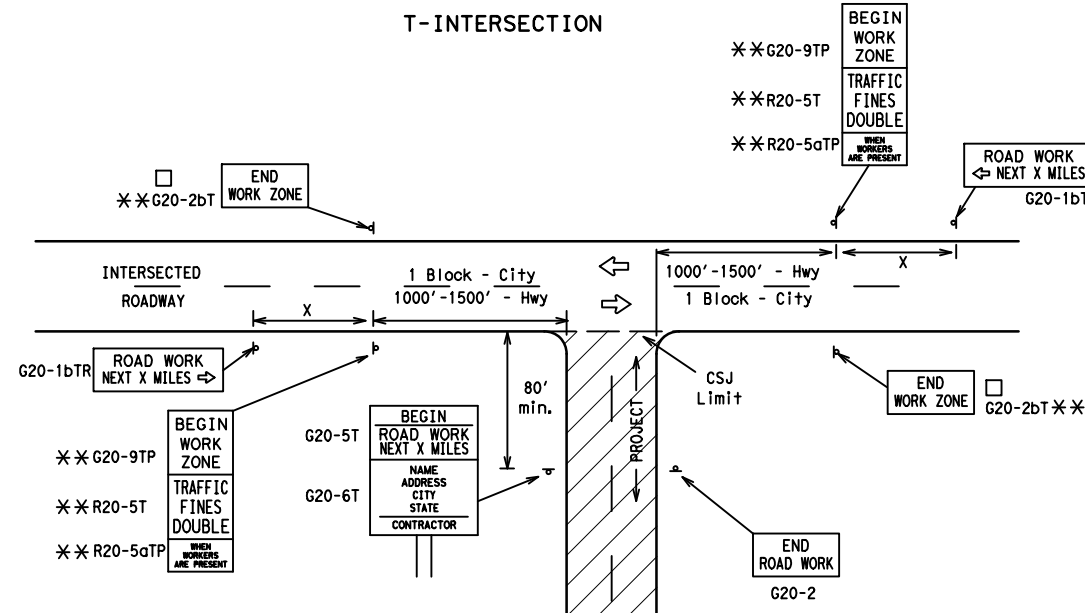 T-INTERSECTION
BEGIN
WORK
ZONE
TRAFFIC
FINES
DOUBLE
WHEN
WORKERS
ARE PRESENT
**G20-9TP
**R20-5T
**R20-5aTP
ROAD WORK
⇦ NEXT X MILES
G20-1bT
□
**G20-2bT
END
WORK ZONE
INTERSECTED
ROADWAY
X
1 Block - City
1000'-1500' - Hwy
⇦
⇨
1000'-1500' - Hwy
1 Block - City
X
G20-1bTR
ROAD WORK
NEXT X MILES ⇨
80'
min.
CSJ
Limit
PROJECT
END
WORK ZONE
□
G20-2bT**
BEGIN
WORK
ZONE
TRAFFIC
FINES
DOUBLE
WHEN
WORKERS
ARE PRESENT
** G20-9TP
** R20-5T
** R20-5aTP
G20-5T
BEGIN
ROAD WORK
NEXT X MILES
G20-6T
NAME
ADDRESS
CITY
STATE
CONTRACTOR
END
ROAD WORK
G20-2